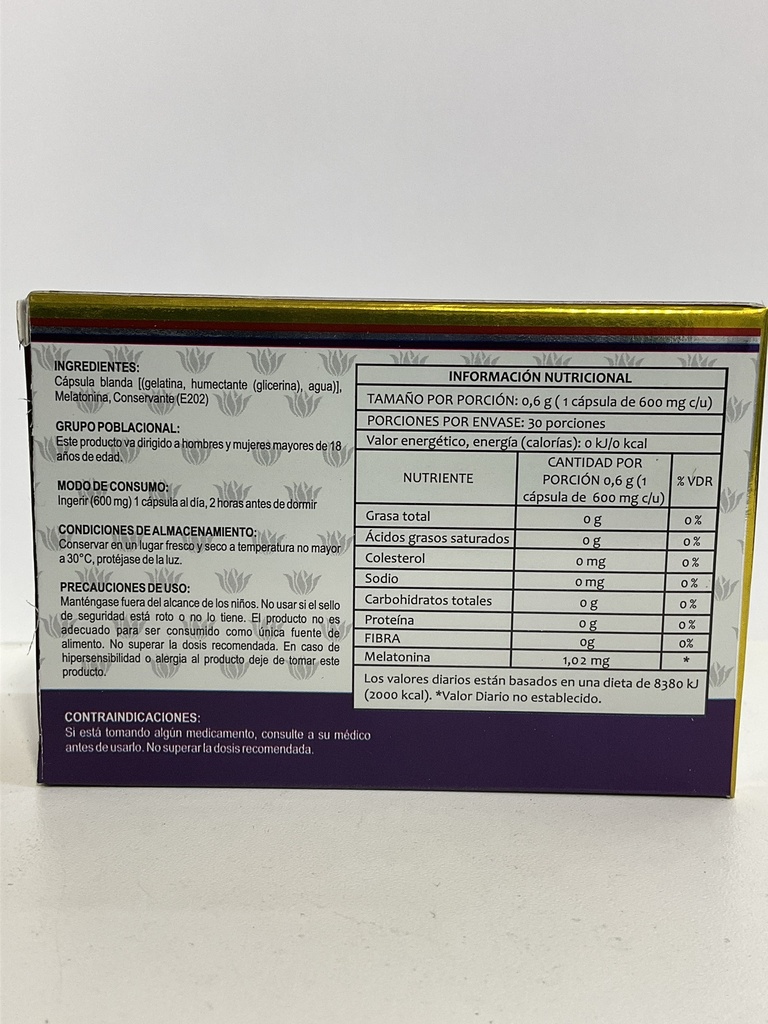 INGREDIENTES:
Cápsula blanda [(gelatina, humectante (glicerina), agua)],
Melatonina, Conservante (E202)
GRUPO POBLACIONAL:
Este producto va dirigido a hombres y mujeres mayores de 18
años de edad.
MODO DE CONSUMO:
Ingerir (600 mg) 1 cápsula al día, 2 horas antes de dormir
CONDICIONES DE ALMACENAMIENTO:
Conservar en un lugar fresco y seco a temperatura no mayor
a 30°C, protéjase de la luz.
PRECAUCIONES DE USO:
Manténgase fuera del alcance de los niños. No usar si el sello
de seguridad está roto o no lo tiene. El producto no es
adecuado para ser consumido como única fuente de
alimento. No superar la dosis recomendada. En caso de
hipersensibilidad o alergia al producto deje de tomar este
producto.
CONTRAINDICACIONES:
Si está tomando algún medicamento, consulte a su médico
antes de usarlo. No superar la dosis recomendada.
INFORMACIÓN NUTRICIONAL
TAMAÑO POR PORCIÓN: 0,6 g ( 1 cápsula de 600 mg c/u)
PORCIONES POR ENVASE: 30 porciones
Valor energético, energía (calorías): 0 kJ/0 kcal
NUTRIENTE
CANTIDAD POR
PORCIÓN 0,6 g (1
cápsula de 600 mg c/u)
% VDR
Grasa total 0 g 0 %
Ácidos grasos saturados 0 g 0 %
Colesterol 0 mg 0 %
Sodio 0 mg 0 %
Carbohidratos totales 0 g 0 %
Proteína 0 g 0 %
FIBRA 0g 0%
Melatonina 1,02 mg *
Los valores diarios están basados en una dieta de 8380 kJ
(2000 kcal). *Valor Diario no establecido.